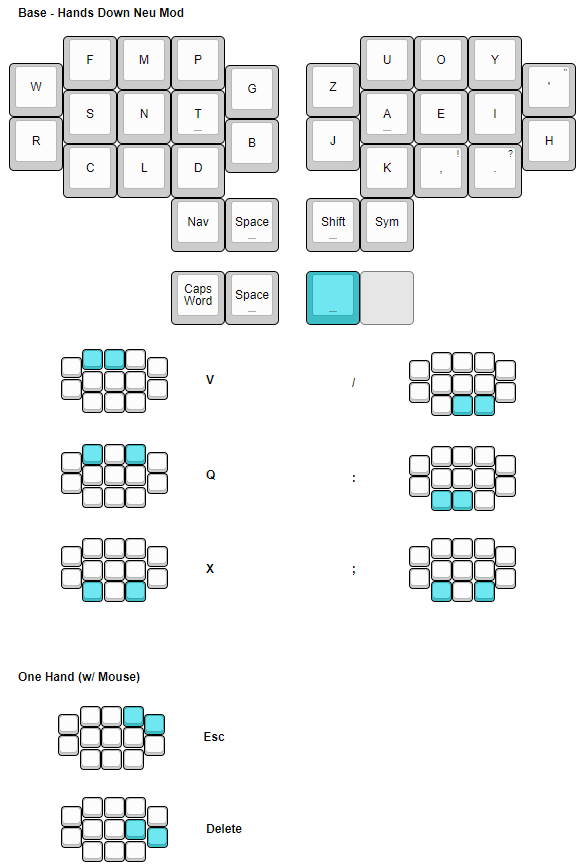 Base - Hands Down Neu Mod
F M P U O Y
W G Z ' "
S N T A E I
R B J H
C L D K , ! . ?
Nav Space Shift Sym
Caps
Word Space
V /
Q :
X ;
One Hand (w/ Mouse)
Esc
Delete